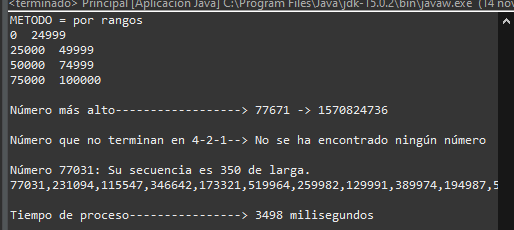 <terminado> Principal [Aplicación Java] C:\Program Files\Java\jdk-15.0.2\bin\javaw.exe (14 nov
METODO = por rangos
0 24999
25000 49999
50000 74999
75000 100000
Número más alto------------------> 77671 -> 1570824736
Número que no terminan en 4-2-1--> No se ha encontrado ningún número
Número 77031: Su secuencia es 350 de larga.
77031,231094,115547,346642,173321,519964,259982,129991,389974,194987,5
Tiempo de proceso----------------> 3498 milisegundos